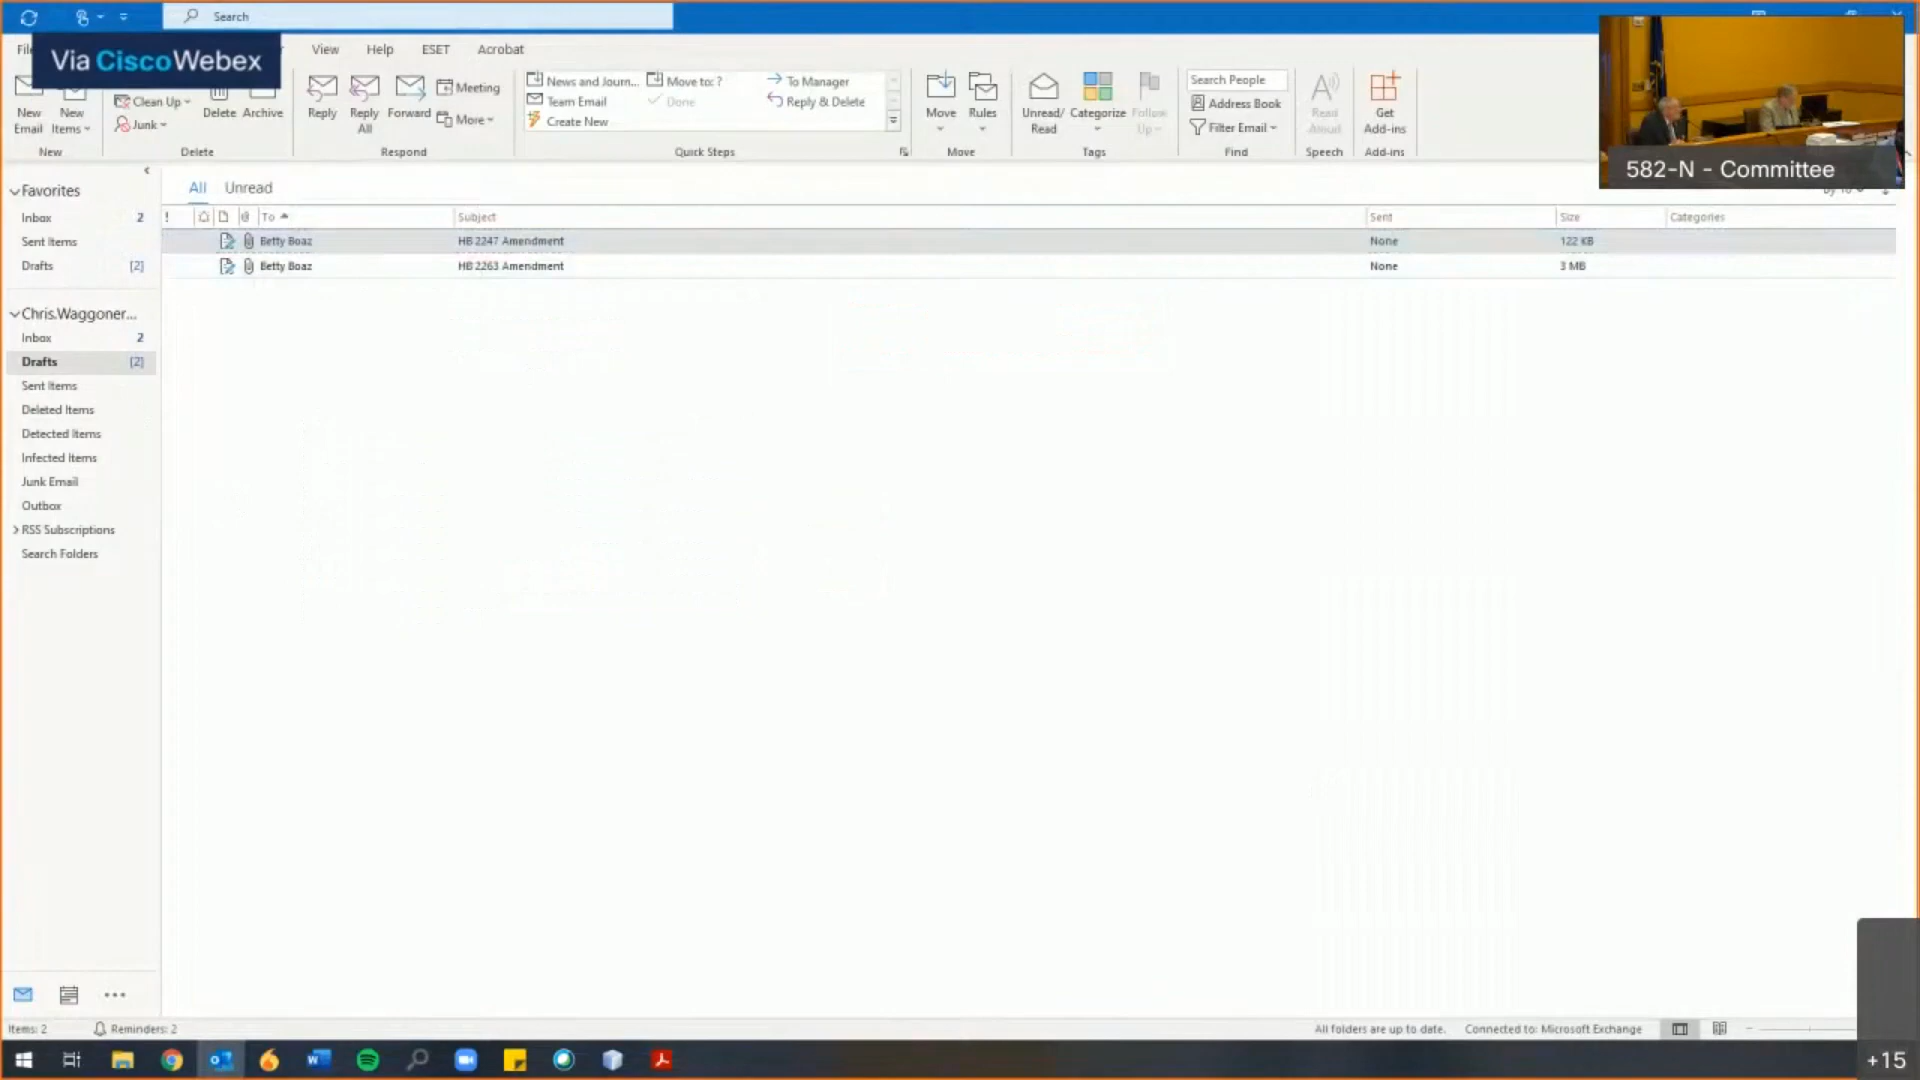 Search
Via CiscoWebex
View Help ESET Acrobat
582-N - Committee
New Email
New Items
Clean Up
Junk
Delete
Archive
Reply
Reply All
Forward
Meeting
More
News and Journ...
Team Email
Create New
Move to: ?
Done
To Manager
Reply & Delete
Move
Rules
Unread/ Read
Categorize
Follow Up
Search People
Address Book
Filter Email
Read Aloud
Get Add-ins
New Delete Respond Quick Steps Move Tags Find Speech Add-ins
All Unread
! To Subject Sent Size Categories
Betty Boaz HB 2247 Amendment None 122 KB
Betty Boaz HB 2263 Amendment None 3 MB
Favorites
Inbox 2
Sent Items
Drafts [2]
Chris.Waggoner...
Inbox 2
Drafts [2]
Sent Items
Deleted Items
Detected Items
Infected Items
Junk Email
Outbox
RSS Subscriptions
Search Folders
Items: 2 Reminders: 2 All folders are up to date. Connected to: Microsoft Exchange
+15